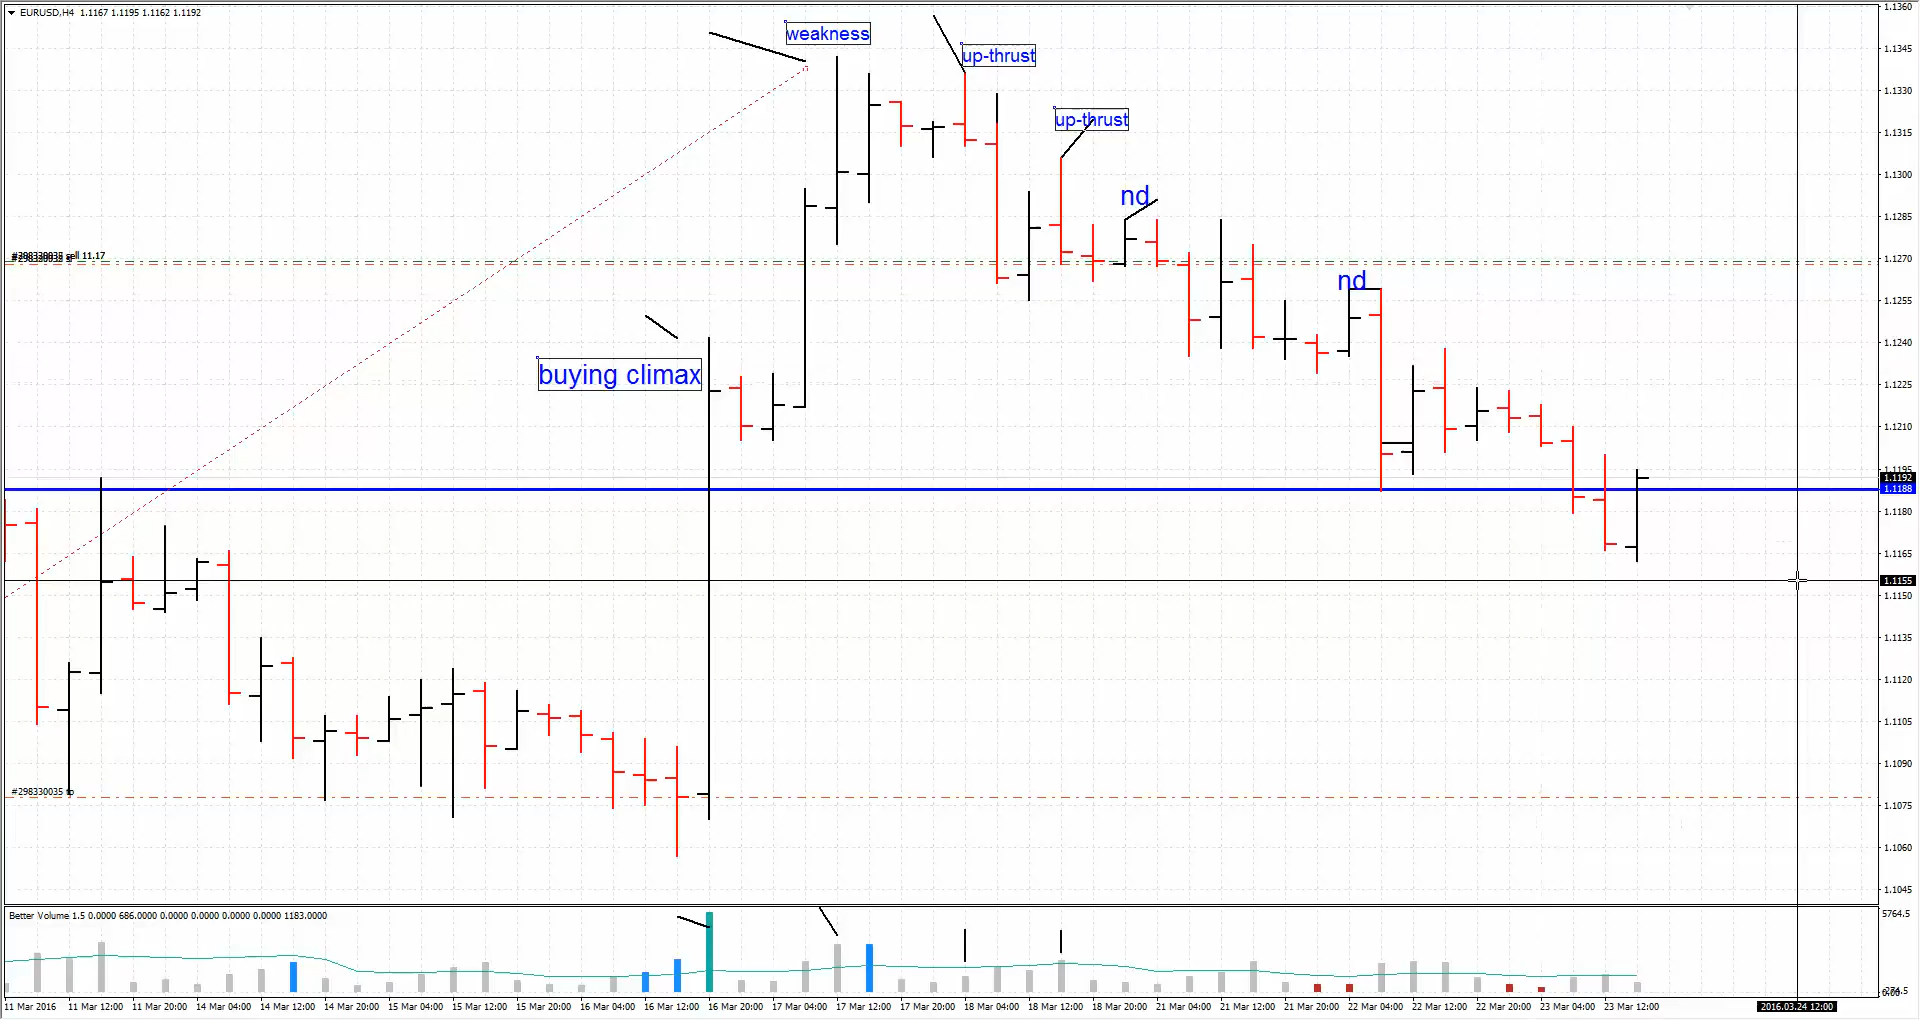 EURUSD,H4 1.1167 1.1195 1.1162 1.1192
weakness
up-thrust
up-thrust
nd
nd
buying climax
sell 11.17
#298330035 tp
1.1360
1.1345
1.1330
1.1315
1.1300
1.1285
1.1270
1.1255
1.1240
1.1225
1.1210
1.1195
1.1192
1.1188
1.1180
1.1165
1.1155
1.1150
1.1135
1.1120
1.1105
1.1090
1.1075
1.1060
1.1045
Better Volume 1.5 0.0000 686.0000 0.0000 0.0000 0.0000 0.0000 1183.0000
5764.5
11 Mar 2016 11 Mar 12:00 11 Mar 20:00 14 Mar 04:00 14 Mar 12:00 14 Mar 20:00 15 Mar 04:00 15 Mar 12:00 15 Mar 20:00 16 Mar 04:00 16 Mar 12:00 16 Mar 20:00 17 Mar 04:00 17 Mar 12:00 17 Mar 20:00 18 Mar 04:00 18 Mar 12:00 18 Mar 20:00 21 Mar 04:00 21 Mar 12:00 21 Mar 20:00 22 Mar 04:00 22 Mar 12:00 22 Mar 20:00 23 Mar 04:00 23 Mar 12:00 2016.03.24 12:00